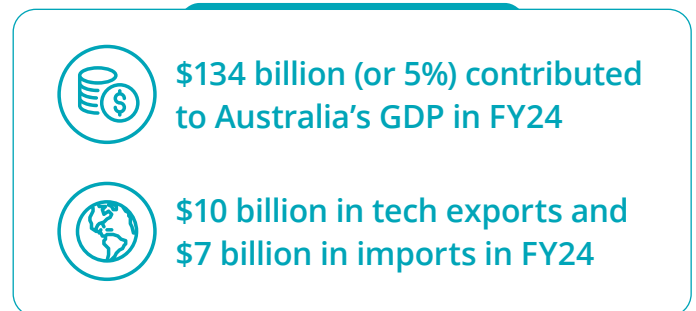 $134 billion (or 5%) contributed
to Australia’s GDP in FY24
$10 billion in tech exports and
$7 billion in imports in FY24